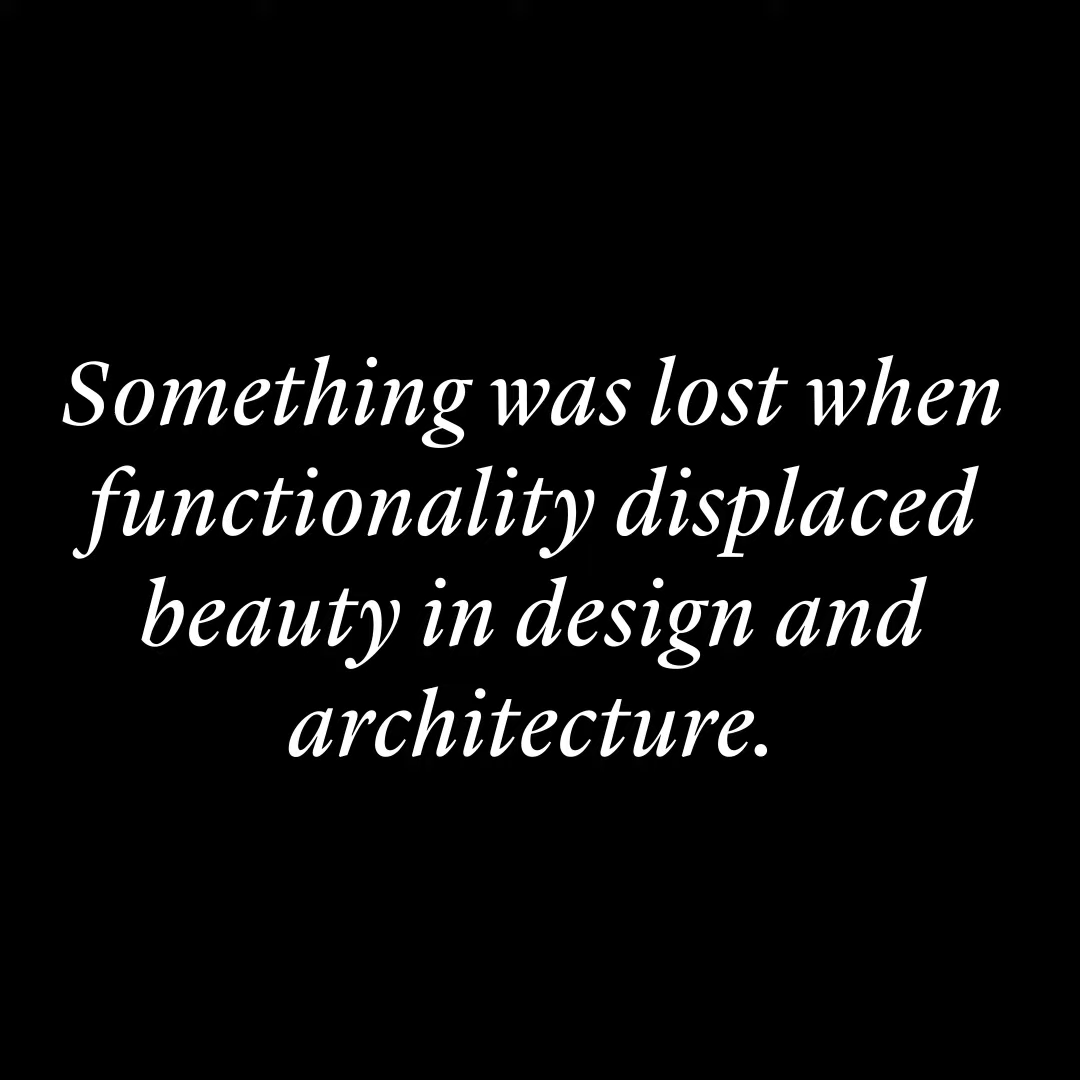 Something was lost when
functionality displaced
beauty in design and
architecture.